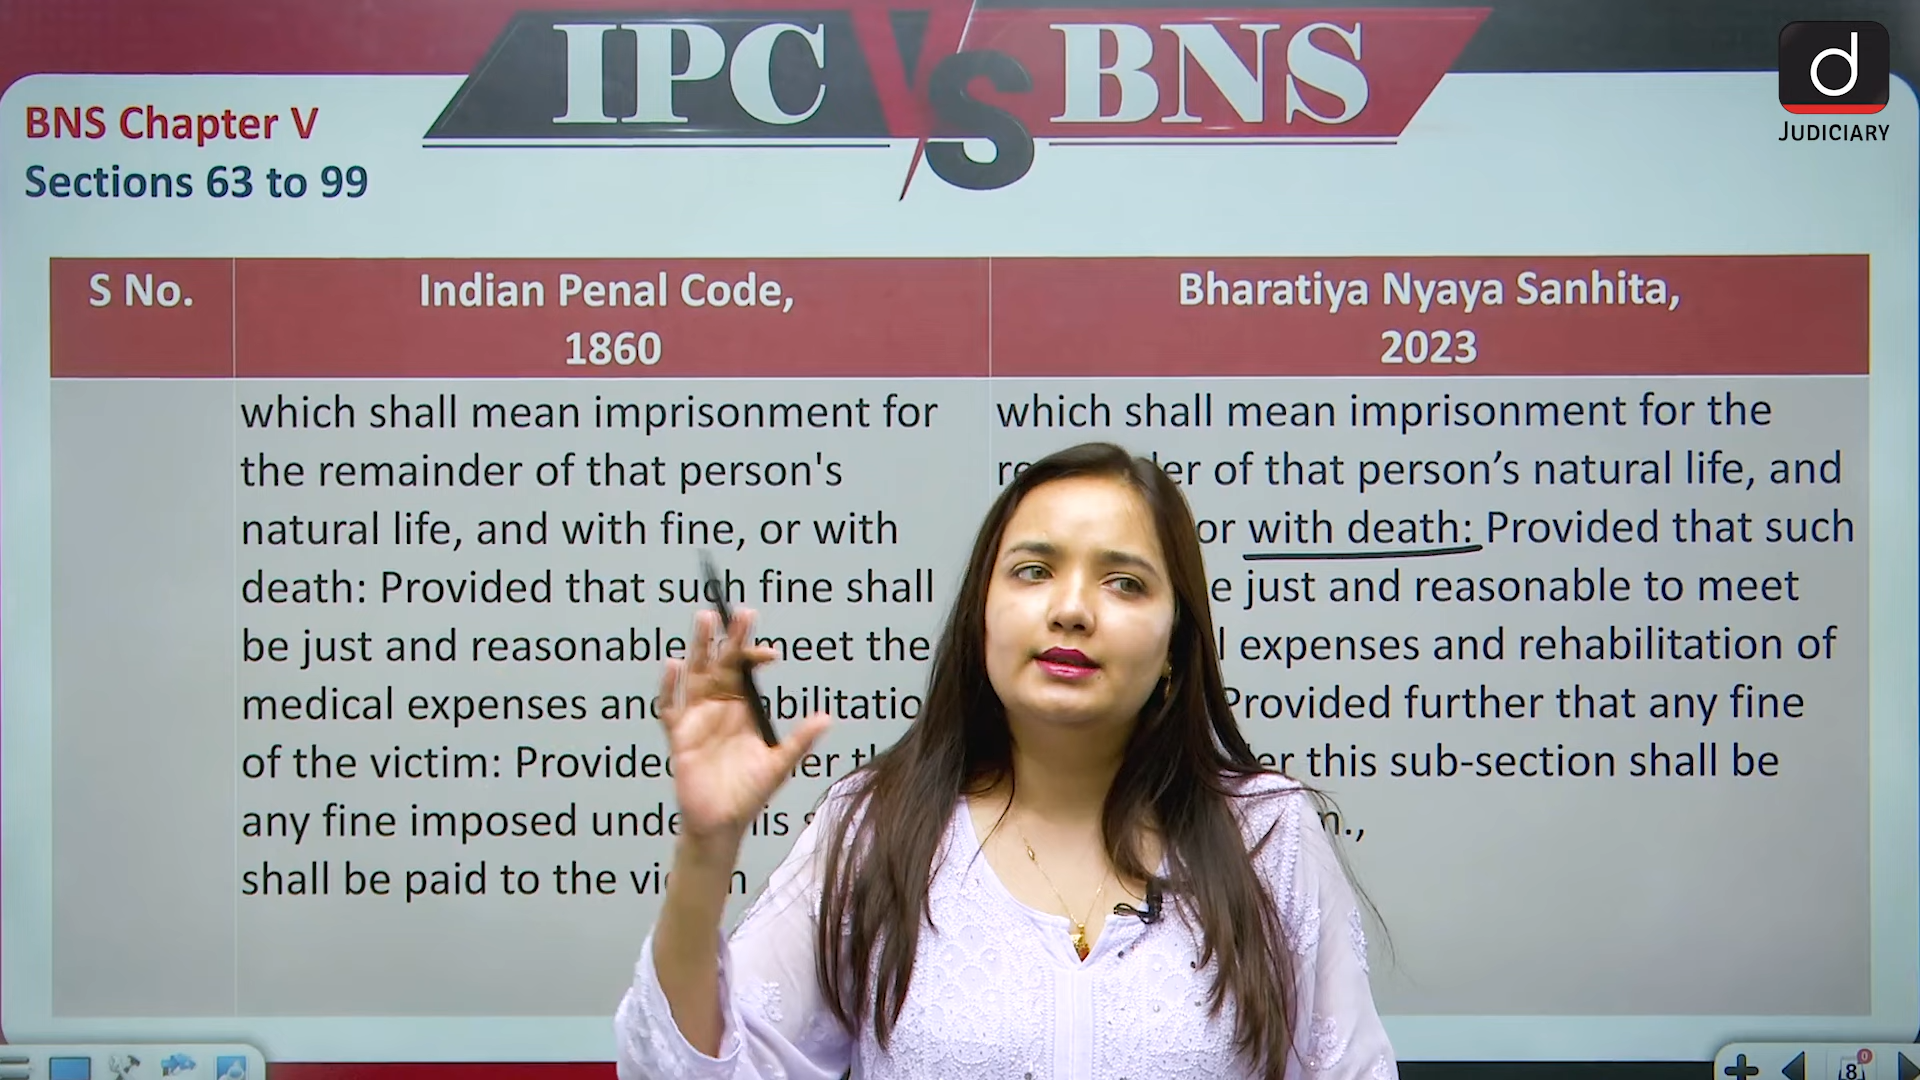 IPC VS BNS
d
JUDICIARY
BNS Chapter V
Sections 63 to 99
S No.
Indian Penal Code,
1860
Bharatiya Nyaya Sanhita,
2023
which shall mean imprisonment for
the remainder of that person's
natural life, and with fine, or with
death: Provided that such fine shall
be just and reasonable meet the
medical expenses and
of the victim: Provided
any fine imposed
shall be paid to the
which shall mean imprisonment for the
of that person’s natural life, and
or with death: Provided that such
just and reasonable to meet
expenses and rehabilitation of
Provided further that any fine
this sub-section shall be
8
0